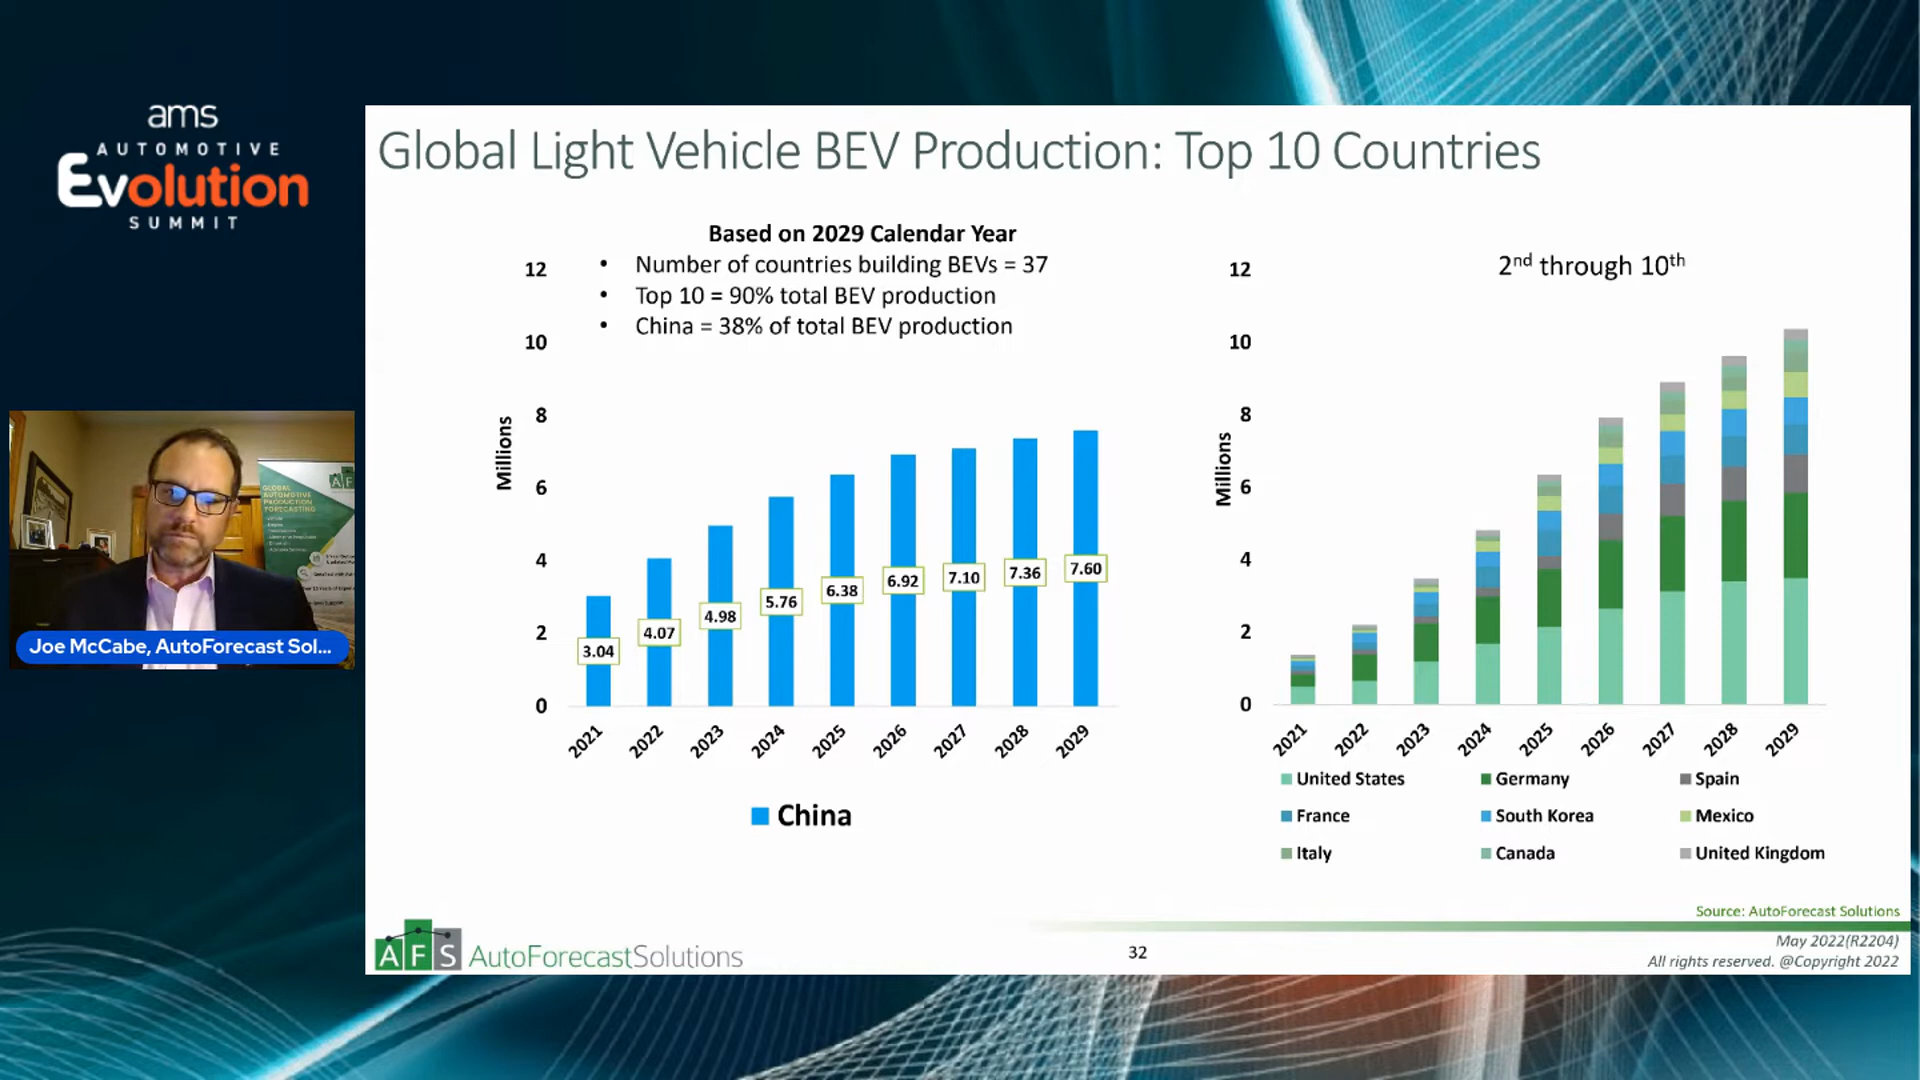 ams
AUTOMOTIVE
Evolution
SUMMIT
Global Light Vehicle BEV Production: Top 10 Countries
Based on 2029 Calendar Year
• Number of countries building BEVs = 37
• Top 10 = 90% total BEV production
• China = 38% of total BEV production
Millions
12
10
8
6
4
2
0
3.04
4.07
4.98
5.76
6.38
6.92
7.10
7.36
7.60
2021
2022
2023
2024
2025
2026
2027
2028
2029
China
2nd through 10th
Millions
12
10
8
6
4
2
0
2021
2022
2023
2024
2025
2026
2027
2028
2029
United States Germany Spain
France South Korea Mexico
Italy Canada United Kingdom
GLOBAL
AUTOMOTIVE
PRODUCTION
FORECASTING
Joe McCabe, AutoForecast Sol...
Source: AutoForecast Solutions
AFS AutoForecastSolutions
32
May 2022(R2204)
All rights reserved. @Copyright 2022